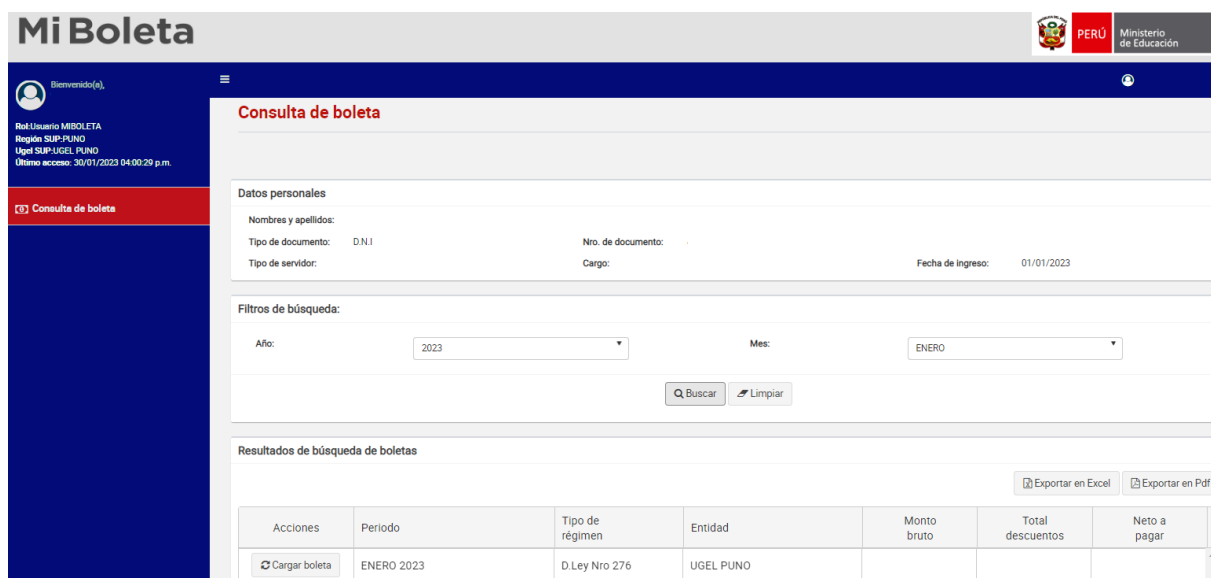 Mi Boleta
PERÚ
Ministerio
de Educación
Bienvenido(a),
Rol:Usuario MIBOLETA
Región SUP:PUNO
Ugel SUP:UGEL PUNO
Último acceso: 30/01/2023 04:00:29 p.m.
Consulta de boleta
Consulta de boleta
Datos personales
Nombres y apellidos:
Tipo de documento: D.N.I Nro. de documento:
Tipo de servidor: Cargo: Fecha de ingreso: 01/01/2023
Filtros de búsqueda:
Año: 2023 Mes: ENERO
Buscar Limpiar
Resultados de búsqueda de boletas
Exportar en Excel Exportar en Pdf
Acciones Periodo Tipo de régimen Entidad Monto bruto Total descuentos Neto a pagar
Cargar boleta ENERO 2023 D.Ley Nro 276 UGEL PUNO